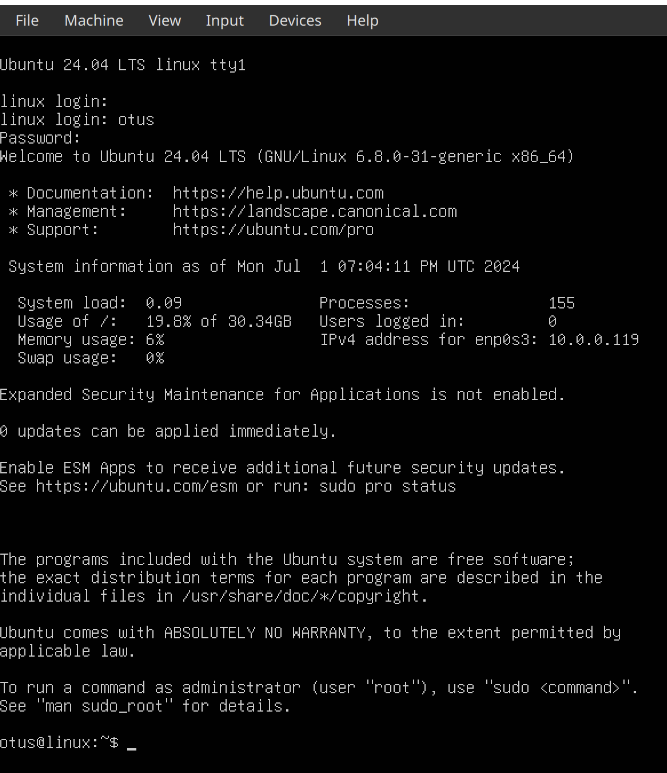 File Machine View Input Devices Help
Ubuntu 24.04 LTS linux tty1
linux login:
linux login: otus
Password:
Welcome to Ubuntu 24.04 LTS (GNU/Linux 6.8.0-31-generic x86_64)
* Documentation: https://help.ubuntu.com
* Management: https://landscape.canonical.com
* Support: https://ubuntu.com/pro
System information as of Mon Jul 1 07:04:11 PM UTC 2024
System load: 0.09 Processes: 155
Usage of /: 19.8% of 30.34GB Users logged in: 0
Memory usage: 6% IPv4 address for enp0s3: 10.0.0.119
Swap usage: 0%
Expanded Security Maintenance for Applications is not enabled.
0 updates can be applied immediately.
Enable ESM Apps to receive additional future security updates.
See https://ubuntu.com/esm or run: sudo pro status
The programs included with the Ubuntu system are free software;
the exact distribution terms for each program are described in the
individual files in /usr/share/doc/*/copyright.
Ubuntu comes with ABSOLUTELY NO WARRANTY, to the extent permitted by
applicable law.
To run a command as administrator (user "root"), use "sudo <command>".
See "man sudo_root" for details.
otus@linux:~$ _